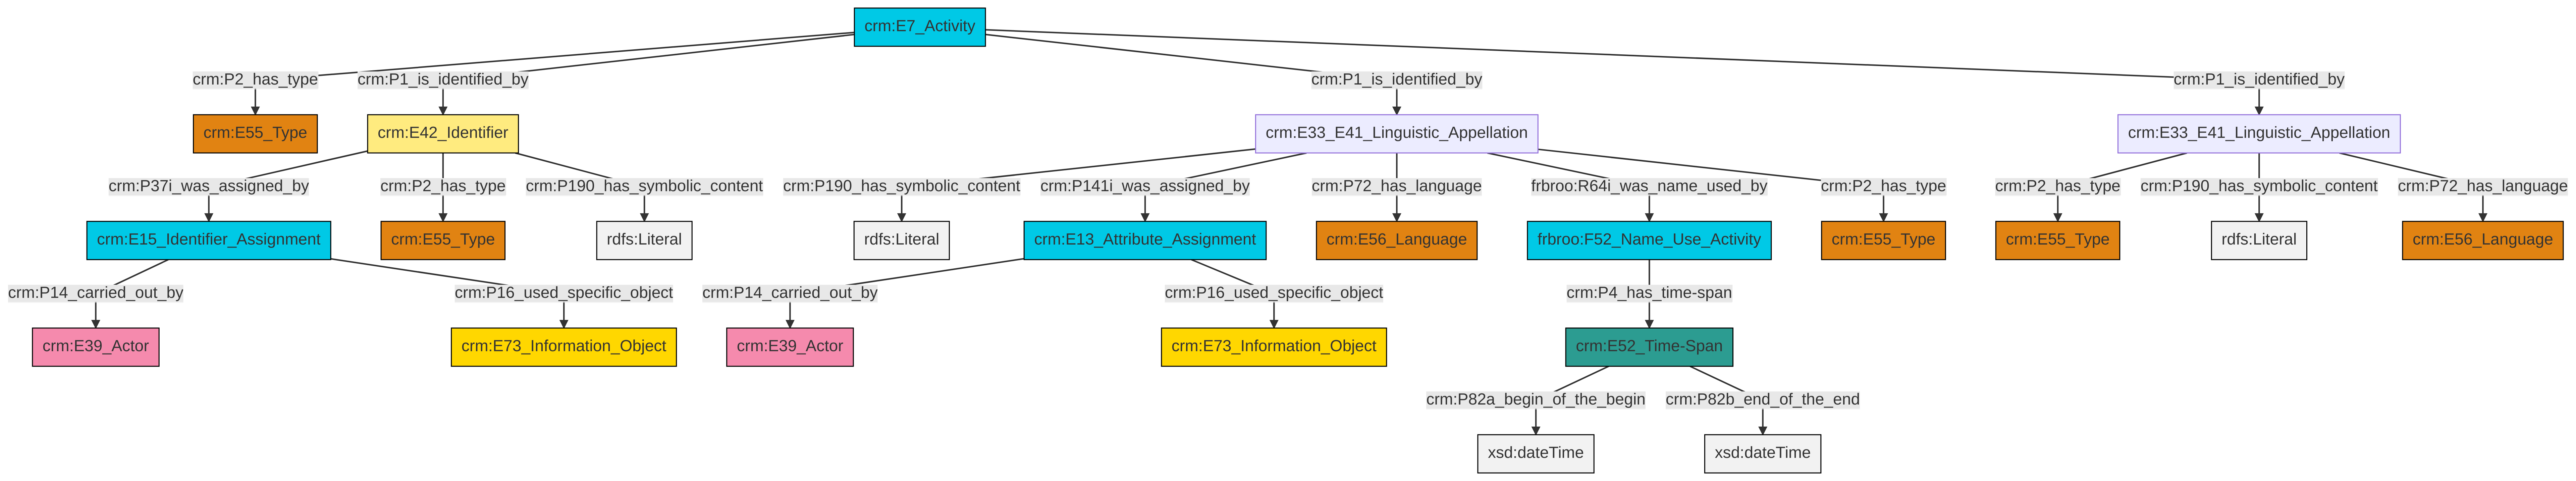 crm:E7_Activity
crm:P2_has_type
crm:P1_is_identified_by
crm:P1_is_identified_by
crm:P1_is_identified_by
crm:E55_Type
crm:E42_Identifier
crm:E33_E41_Linguistic_Appellation
crm:E33_E41_Linguistic_Appellation
crm:P37i_was_assigned_by
crm:P2_has_type
crm:P190_has_symbolic_content
crm:P190_has_symbolic_content
crm:P141i_was_assigned_by
crm:P72_has_language
frbroo:R64i_was_name_used_by
crm:P2_has_type
crm:P2_has_type
crm:P190_has_symbolic_content
crm:P72_has_language
crm:E15_Identifier_Assignment
crm:E55_Type
rdfs:Literal
rdfs:Literal
crm:E13_Attribute_Assignment
crm:E56_Language
frbroo:F52_Name_Use_Activity
crm:E55_Type
crm:E55_Type
rdfs:Literal
crm:E56_Language
crm:P14_carried_out_by
crm:P16_used_specific_object
crm:P14_carried_out_by
crm:P16_used_specific_object
crm:P4_has_time-span
crm:E39_Actor
crm:E73_Information_Object
crm:E39_Actor
crm:E73_Information_Object
crm:E52_Time-Span
crm:P82a_begin_of_the_begin
crm:P82b_end_of_the_end
xsd:dateTime
xsd:dateTime